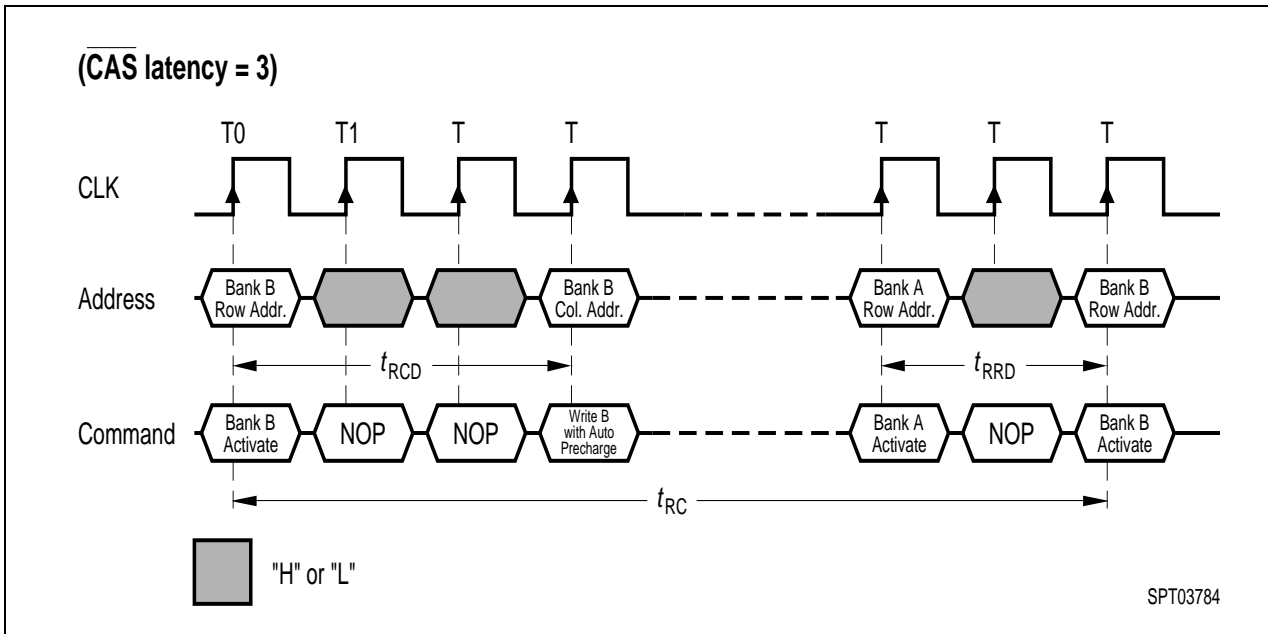 (CAS latency = 3)
T0 T1 T T T T T
CLK
Address
Bank B
Row Addr.
Bank B
Col. Addr.
Bank A
Row Addr.
Bank B
Row Addr.
tRCD
tRRD
Command
Bank B
Activate
NOP
NOP
Write B
with Auto
Precharge
Bank A
Activate
NOP
Bank B
Activate
tRC
"H" or "L"
SPT03784